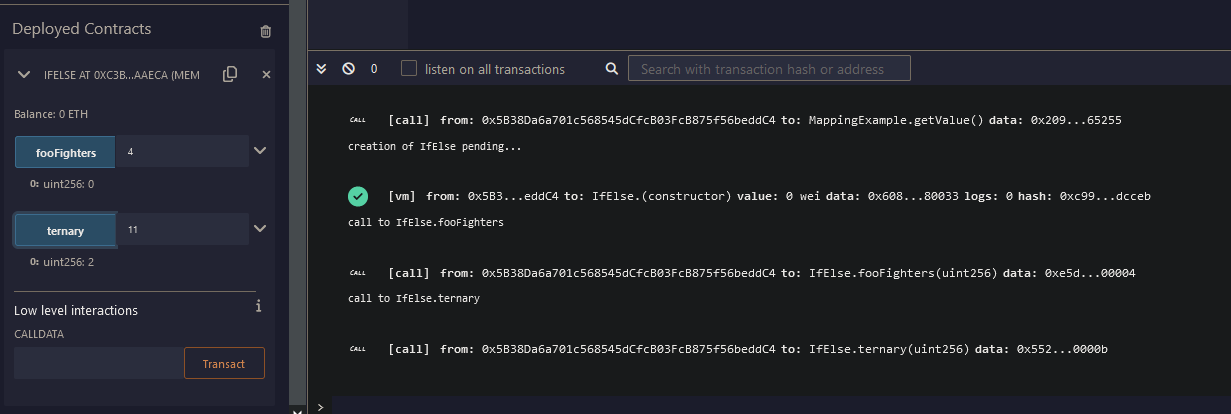 Deployed Contracts
IFELSE AT 0XC3B...AAECA (MEM
Balance: 0 ETH
fooFighters 4
0: uint256: 0
ternary 11
0: uint256: 2
Low level interactions i
CALLDATA
Transact
0 listen on all transactions Search with transaction hash or address
CALL [call] from: 0x5B38Da6a701c568545dCfcB03FcB875f56beddC4 to: MappingExample.getValue() data: 0x209...65255
creation of IfElse pending...
[vm] from: 0x5B3...eddC4 to: IfElse.(constructor) value: 0 wei data: 0x608...80033 logs: 0 hash: 0xc99...dcceb
call to IfElse.fooFighters
CALL [call] from: 0x5B38Da6a701c568545dCfcB03FcB875f56beddC4 to: IfElse.fooFighters(uint256) data: 0xe5d...00004
call to IfElse.ternary
CALL [call] from: 0x5B38Da6a701c568545dCfcB03FcB875f56beddC4 to: IfElse.ternary(uint256) data: 0x552...0000b
>